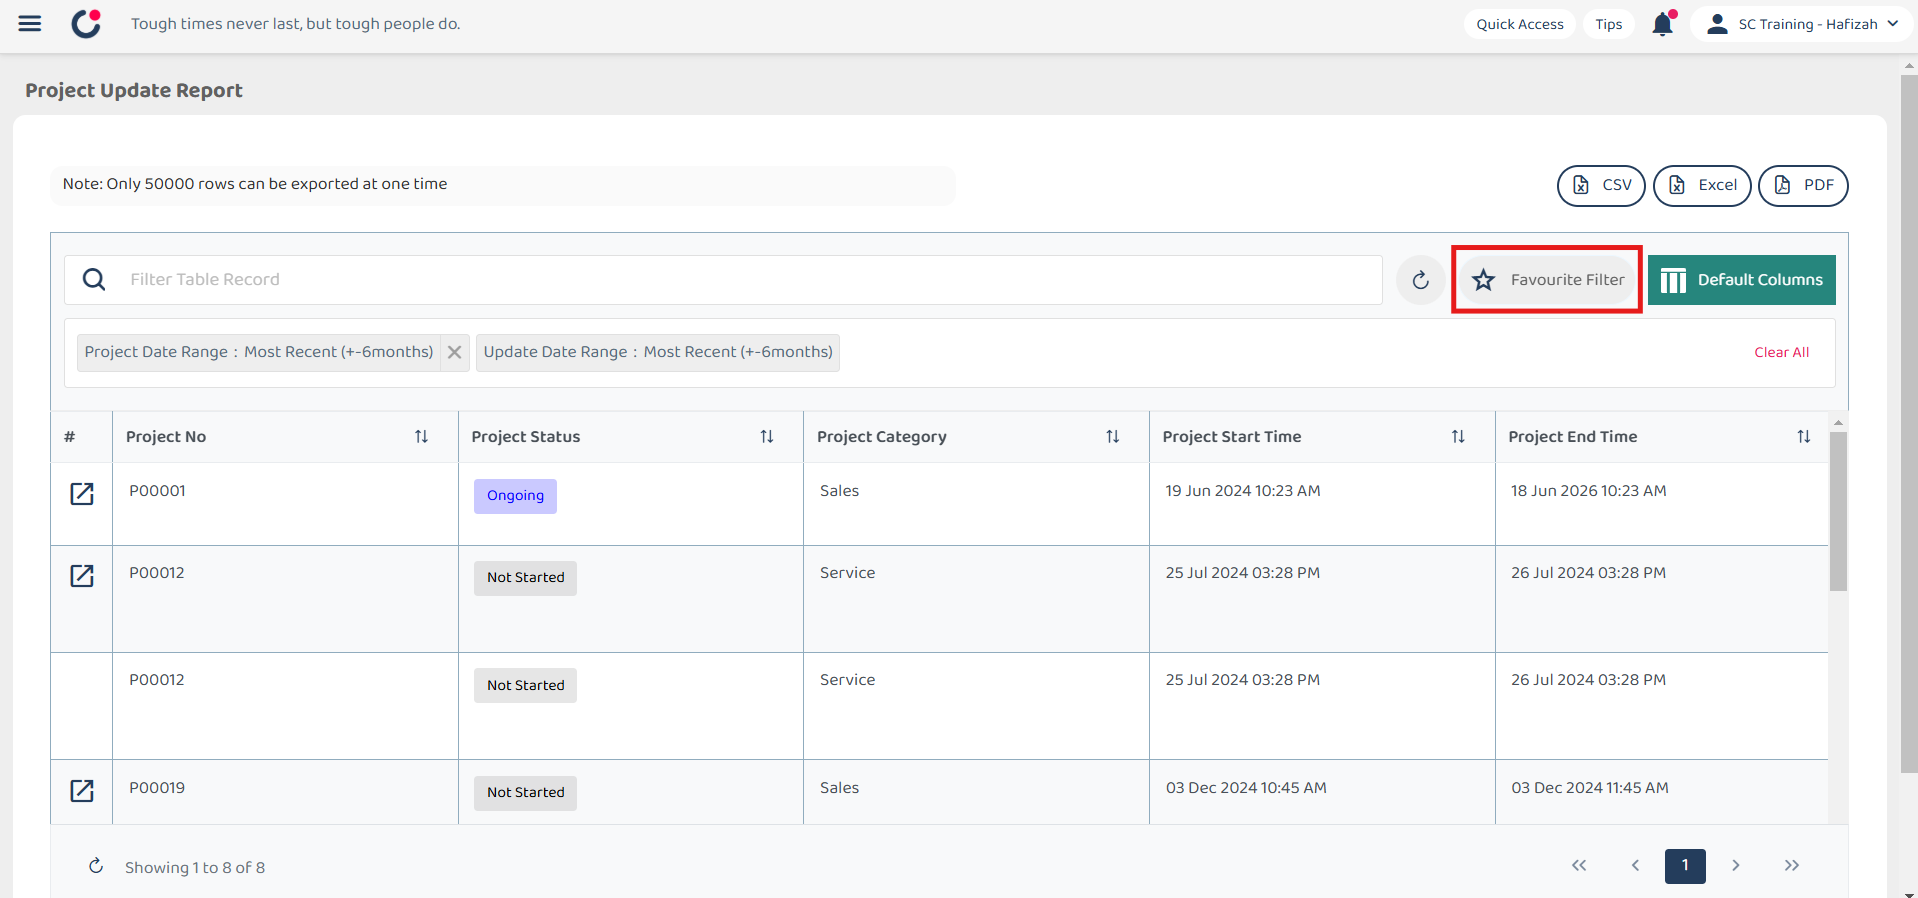 Tough times never last, but tough people do.
Quick Access
Tips
SC Training - Hafizah
Project Update Report
Note: Only 50000 rows can be exported at one time
CSV
Excel
PDF
Filter Table Record
Favourite Filter
Default Columns
Project Date Range : Most Recent (+-6months)
Update Date Range : Most Recent (+-6months)
Clear All
# Project No Project Status Project Category Project Start Time Project End Time
P00001 Ongoing Sales 19 Jun 2024 10:23 AM 18 Jun 2026 10:23 AM
P00012 Not Started Service 25 Jul 2024 03:28 PM 26 Jul 2024 03:28 PM
P00012 Not Started Service 25 Jul 2024 03:28 PM 26 Jul 2024 03:28 PM
P00019 Not Started Sales 03 Dec 2024 10:45 AM 03 Dec 2024 11:45 AM
Showing 1 to 8 of 8
1